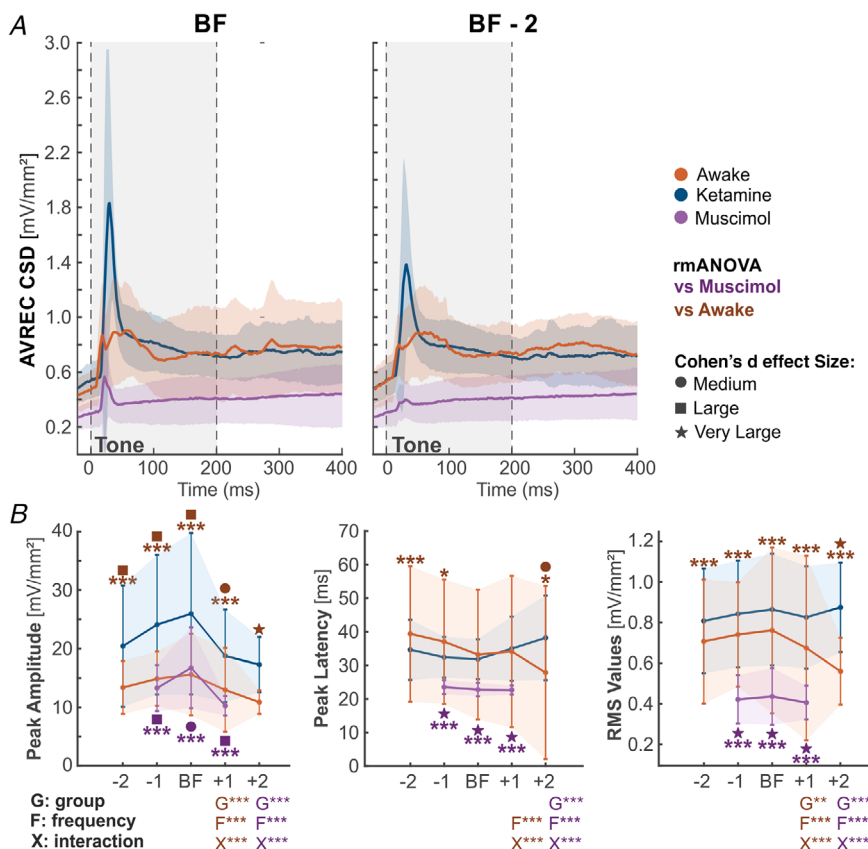 A
BF
BF - 2
3.0
2.6
2.2
1.8
1.4
1.0
0.6
0.2
AVREC CSD [mV/mm²]
Tone
Tone
0 100 200 300 400
0 100 200 300 400
Time (ms)
Time (ms)
Awake
Ketamine
Muscimol
rmANOVA
vs Muscimol
vs Awake
Cohen's d effect Size:
Medium
Large
Very Large
B
40
30
20
10
0
Peak Amplitude [mV/mm²]
*** *** *** ***
*** *** ***
-2 -1 BF +1 +2
70
60
50
40
30
20
10
0
Peak Latency [ms]
*** * *
*** *** ***
-2 -1 BF +1 +2
1.2
1.0
0.8
0.6
0.4
0.2
RMS Values [mV/mm²]
*** *** *** *** ***
*** *** ***
-2 -1 BF +1 +2
G: group G*** G*** G*** G** G***
F: frequency F*** F*** F*** F*** F*** F***
X: interaction X*** X*** X*** X*** X*** X***